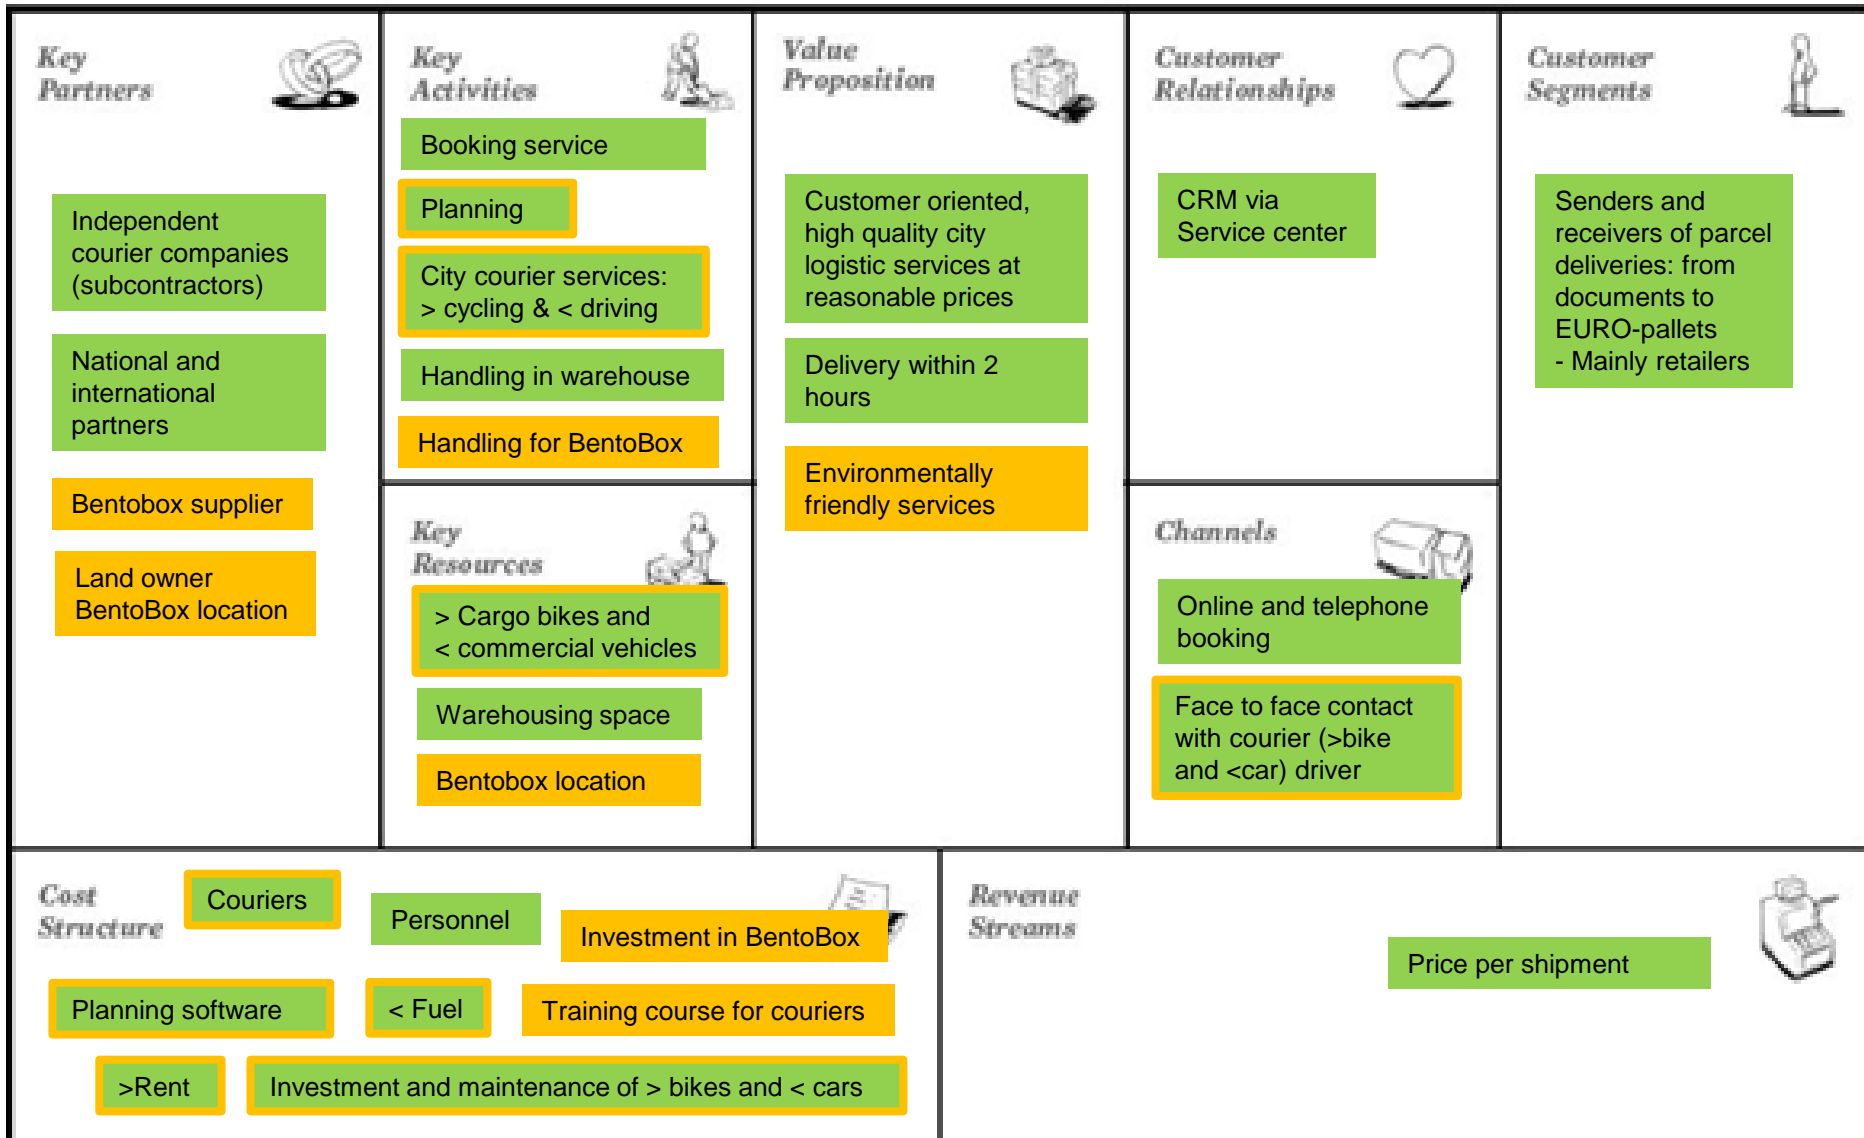 Key
Partners
Independent
courier companies
(subcontractors)
National and
international
partners
Bentobox supplier
Land owner
BentoBox location
Key
Activities
Booking service
Planning
City courier services:
> cycling & < driving
Handling in warehouse
Handling for BentoBox
Key
Resources
> Cargo bikes and
< commercial vehicles
Warehousing space
Bentobox location
Value
Proposition
Customer oriented,
high quality city
logistic services at
reasonable prices
Delivery within 2
hours
Environmentally
friendly services
Customer
Relationships
CRM via
Service center
Channels
Online and telephone
booking
Face to face contact
with courier (>bike
and <car) driver
Customer
Segments
Senders and
receivers of parcel
deliveries: from
documents to
EURO-pallets
- Mainly retailers
Cost
Structure
Couriers
Personnel
Investment in BentoBox
Planning software
< Fuel
Training course for couriers
>Rent
Investment and maintenance of > bikes and < cars
Revenue
Streams
Price per shipment